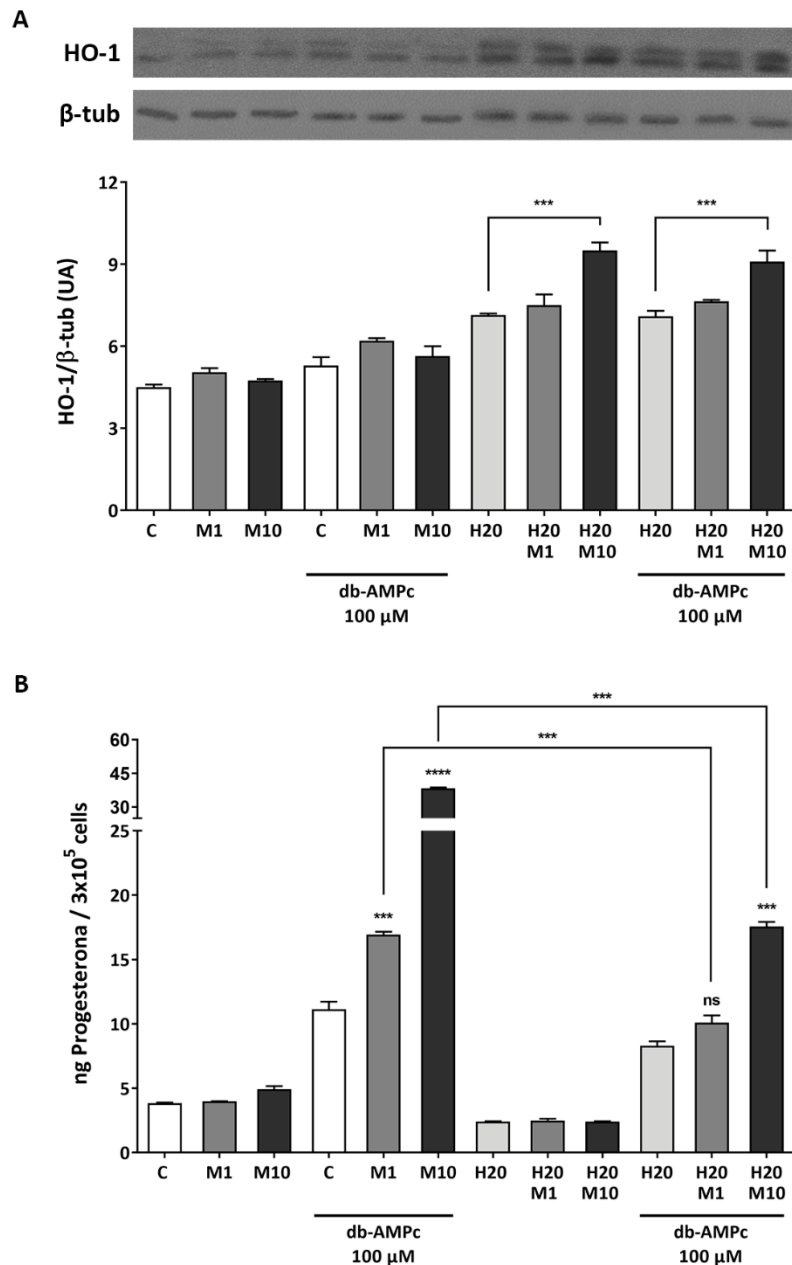 A
HO-1
β-tub
HO-1/β-tub (UA)
12
9
6
3
0
***
***
C M1 M10 C M1 M10 H20 H20 H20 H20 H20 H20
M1 M10 M1 M10
db-AMPc db-AMPc
100 μM 100 μM
B
ng Progesterona / 3x10⁵ cells
60
45
30
25
20
15
10
5
0
***
***
****
***
***
ns
C M1 M10 C M1 M10 H20 H20 H20 H20 H20 H20
M1 M10 M1 M10
db-AMPc db-AMPc
100 μM 100 μM